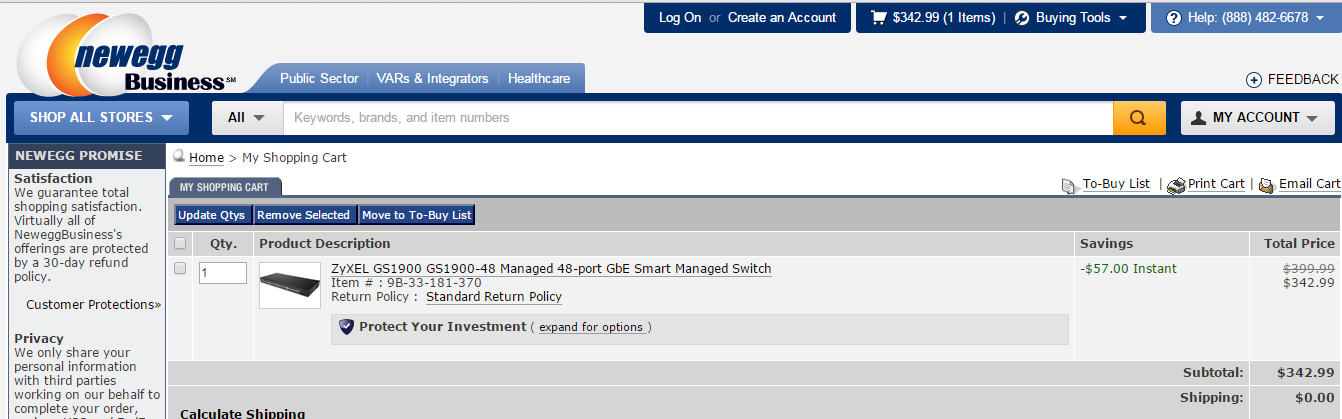 Log On or Create an Account
$342.99 (1 Items) | Buying Tools
Help: (888) 482-6678
newegg
Business SM
Public Sector | VARs & Integrators | Healthcare
FEEDBACK
SHOP ALL STORES
All
Keywords, brands, and item numbers
MY ACCOUNT
NEWEGG PROMISE
Satisfaction
We guarantee total
shopping satisfaction.
Virtually all of
NeweggBusiness's
offerings are protected
by a 30-day refund
policy.
Customer Protections»
Privacy
We only share your
personal information
with third parties
working on our behalf to
complete your order,
Home > My Shopping Cart
MY SHOPPING CART
To-Buy List | Print Cart | Email Cart
Update Qtys Remove Selected Move to To-Buy List
Qty. Product Description Savings Total Price
1
ZyXEL GS1900 GS1900-48 Managed 48-port GbE Smart Managed Switch
Item # : 9B-33-181-370
Return Policy : Standard Return Policy
Protect Your Investment ( expand for options )
-$57.00 Instant
$399.99
$342.99
Subtotal: $342.99
Shipping: $0.00
Calculate Shipping